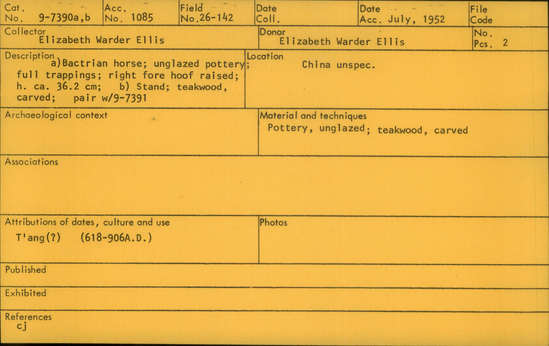 Cat. No. 9-7390a,b Acc. No. 1085 Field No. 26-142 Date Coll. Date Acc. July, 1952 File Code
Collector Elizabeth Warder Ellis Donor Elizabeth Warder Ellis No. Pcs. 2
Description Location
a)Bactrian horse; unglazed pottery; China unspec.
full trappings; right fore hoof raised;
h. ca. 36.2 cm; b) Stand; teakwood,
carved; pair w/9-7391
Archaeological context Material and techniques
Pottery, unglazed; teakwood, carved
Associations
Attributions of dates, culture and use Photos
T'ang(?) (618-906A.D.)
Published
Exhibited
References
cj